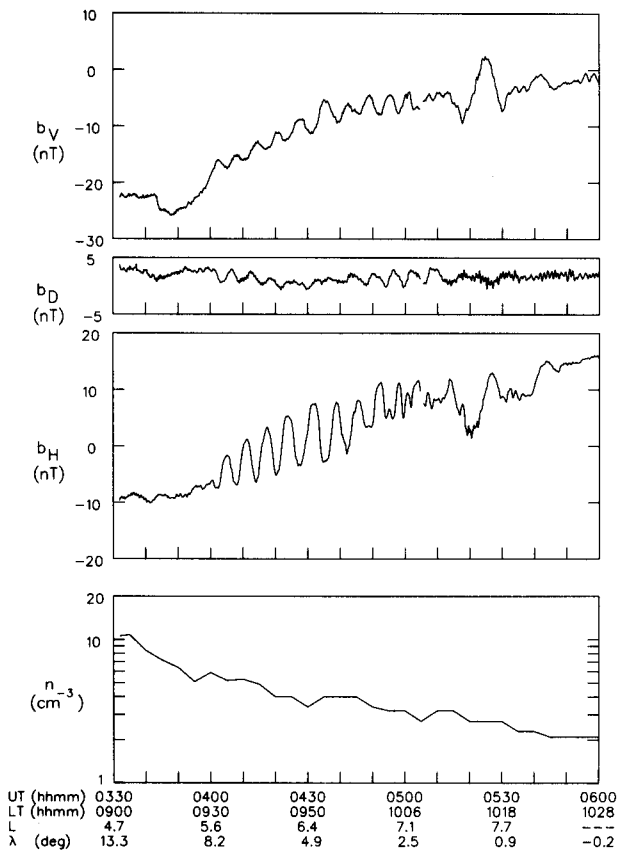 10
0
-10
-20
-30
b_V
(nT)
5
-5
b_D
(nT)
20
10
0
-10
-20
b_H
(nT)
20
10
1
n
(cm⁻³)
UT (hhmm) 0330 0400 0430 0500 0530 0600
LT (hhmm) 0900 0930 0950 1006 1018 1028
L 4.7 5.6 6.4 7.1 7.7 ---
λ (deg) 13.3 8.2 4.9 2.5 0.9 -0.2